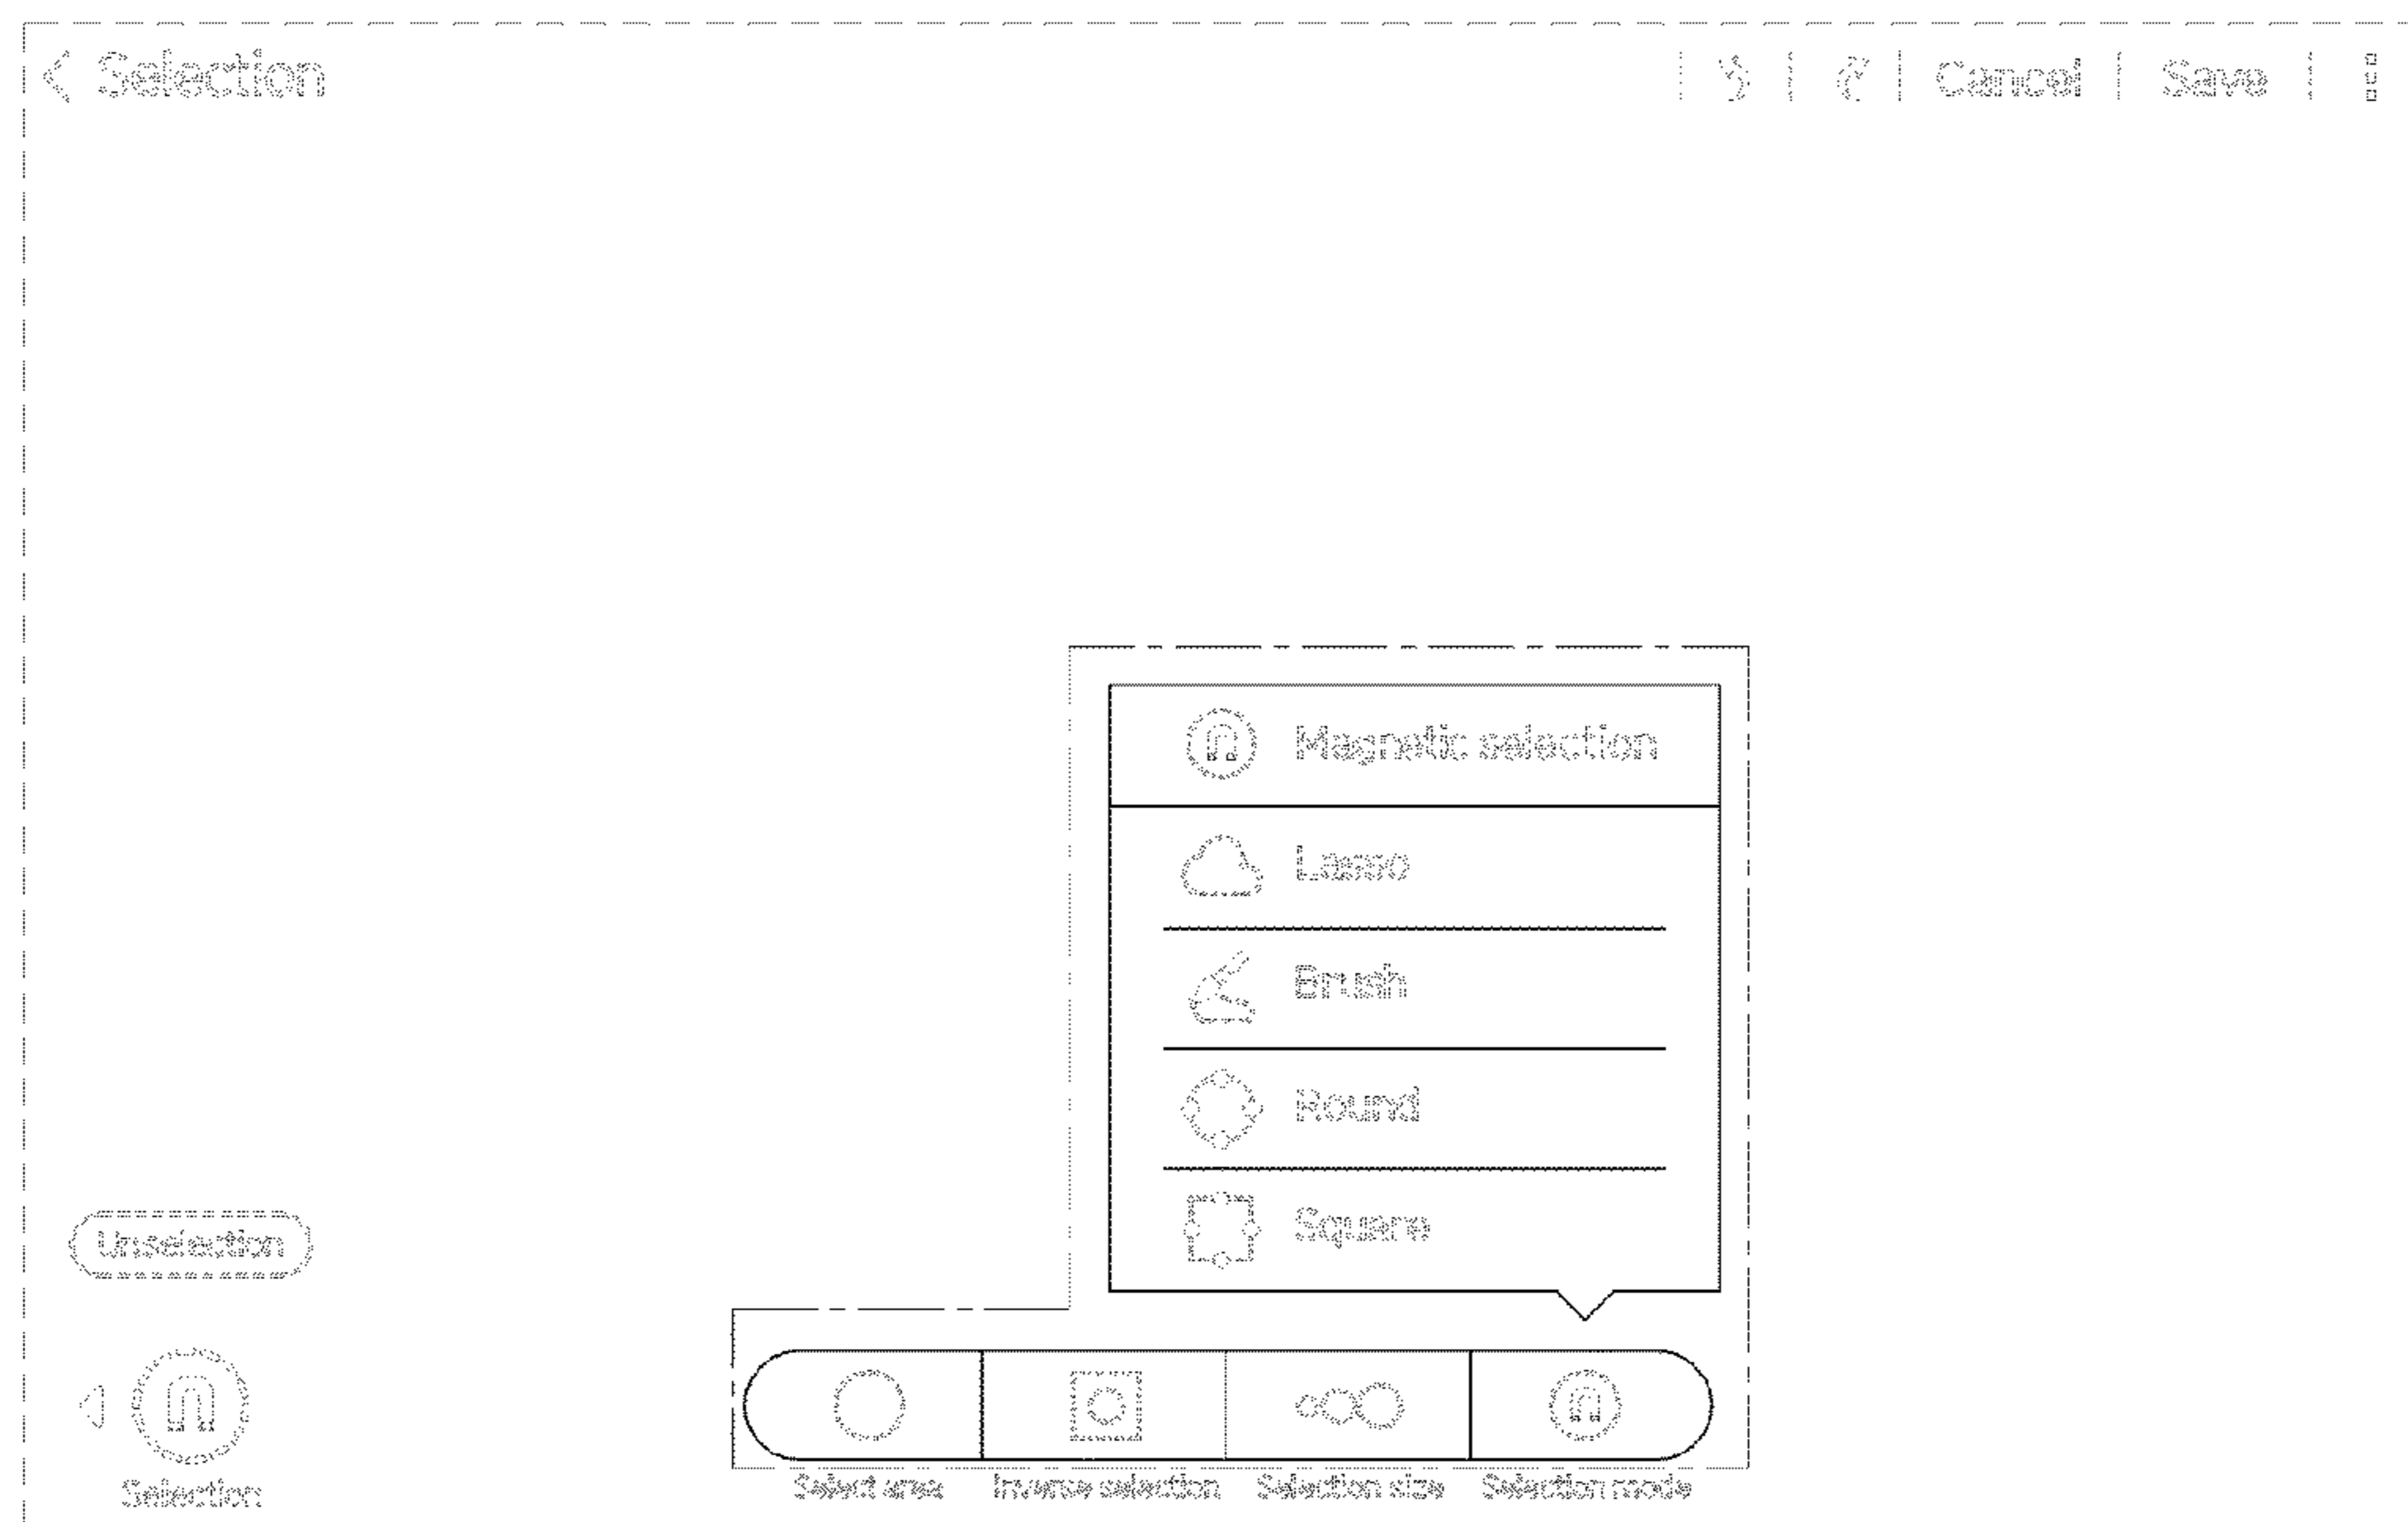 Selection
Cancel
Save
Magnetic selection
Lasso
Brush
Round
Square
Unselection
Selection
Select area
Inverse selection
Selection size
Selection mode